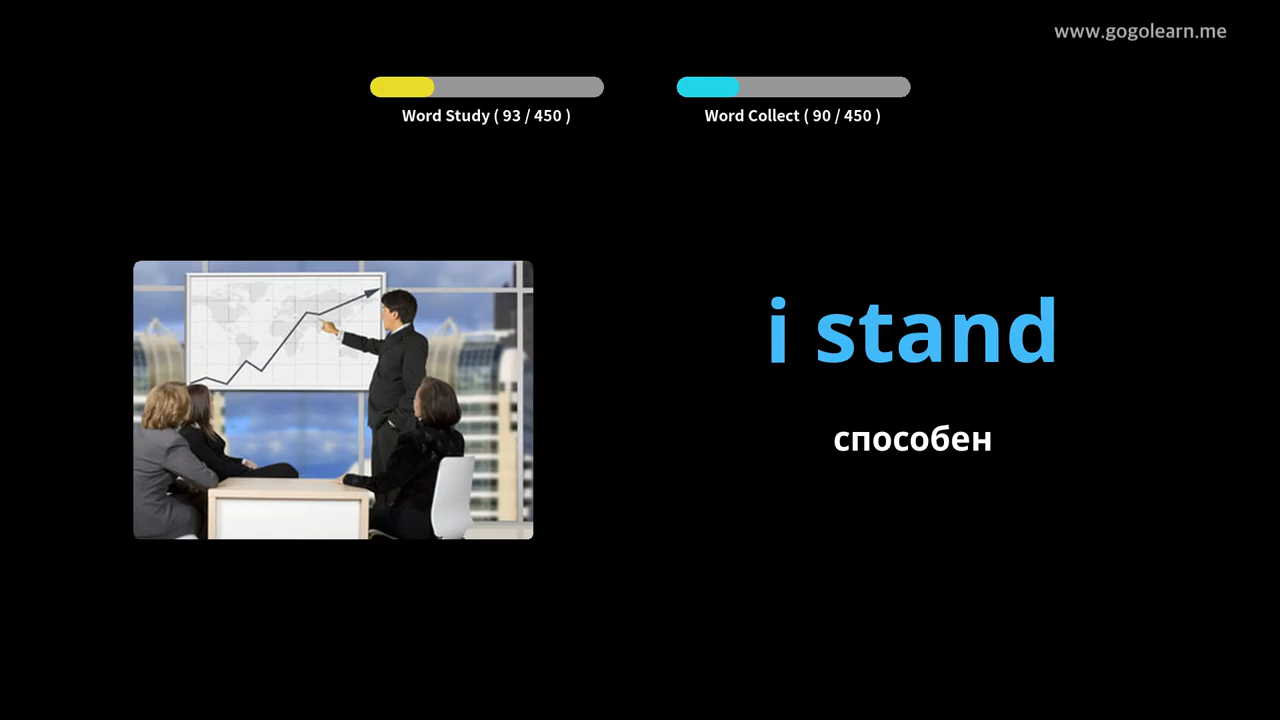 www.gogolearn.me
Word Study ( 93 / 450 )
Word Collect ( 90 / 450 )
i stand
способен